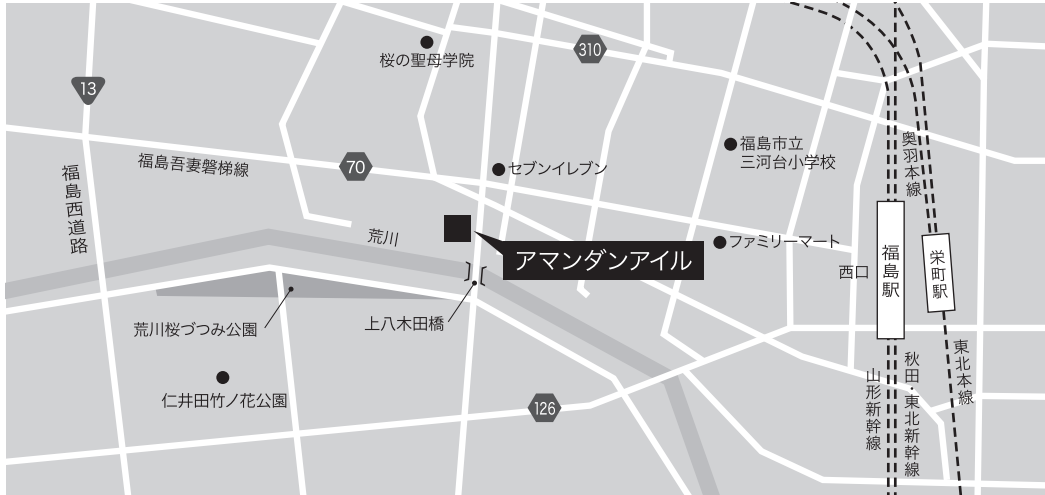 桜の聖母学院
310
13
福島市立
三河台小学校
奥羽本線
福島吾妻磐梯線
70
セブンイレブン
福島西道路
荒川
アマンダンアイル
ファミリーマート
西口
福島駅
栄町駅
荒川桜づつみ公園
上八木田橋
仁井田竹ノ花公園
126
山形新幹線
秋田・東北新幹線
東北本線